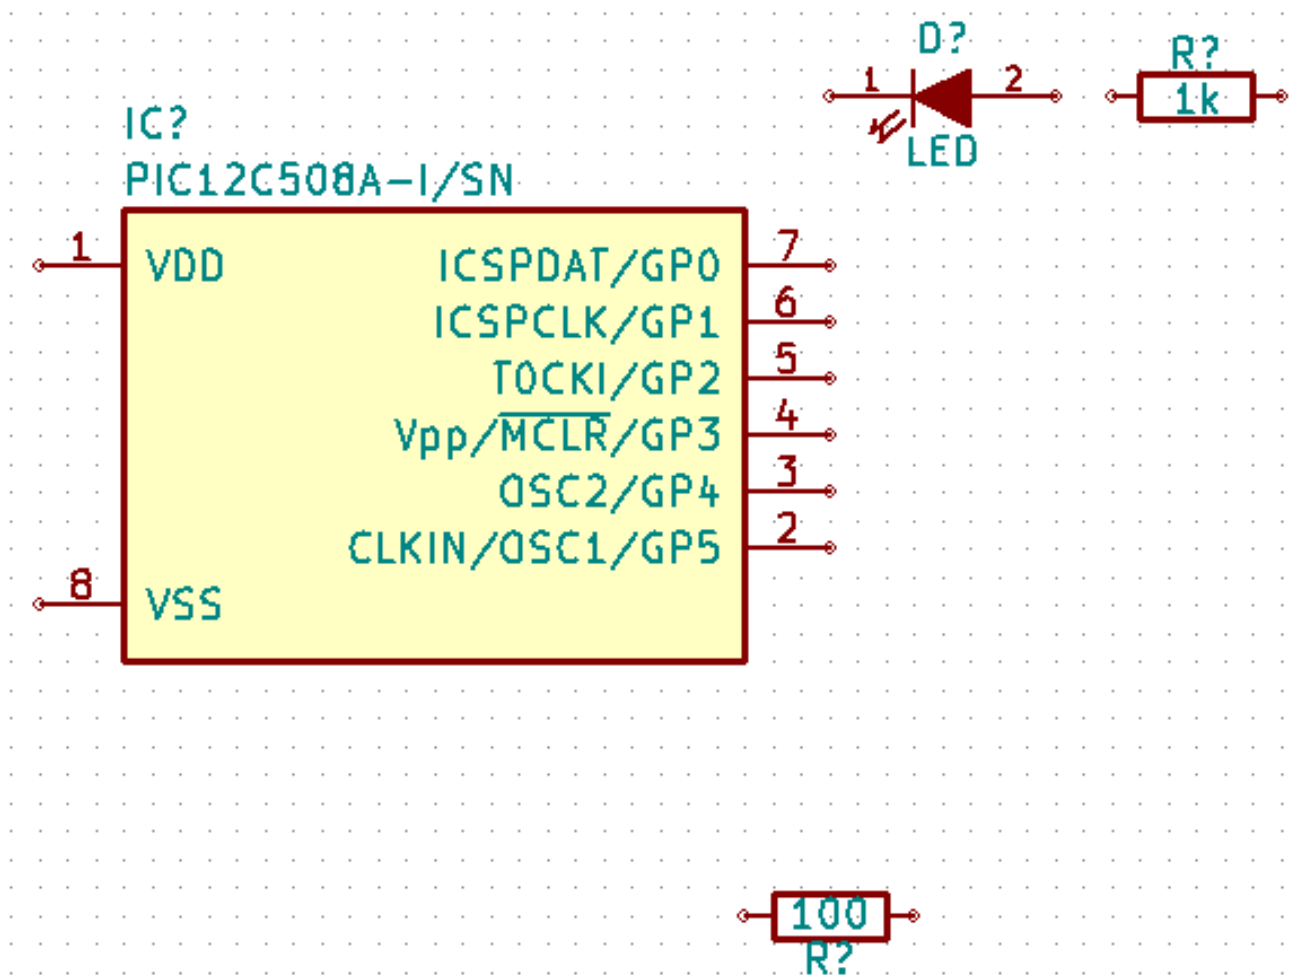 D?
1 2
LED
R?
1k
IC?
PIC12C508A-I/SN
1 VDD
ICSPDAT/GP0 7
ICSPCLK/GP1 6
T0CKI/GP2 5
Vpp/MCLR/GP3 4
OSC2/GP4 3
CLKIN/OSC1/GP5 2
8 VSS
100
R?